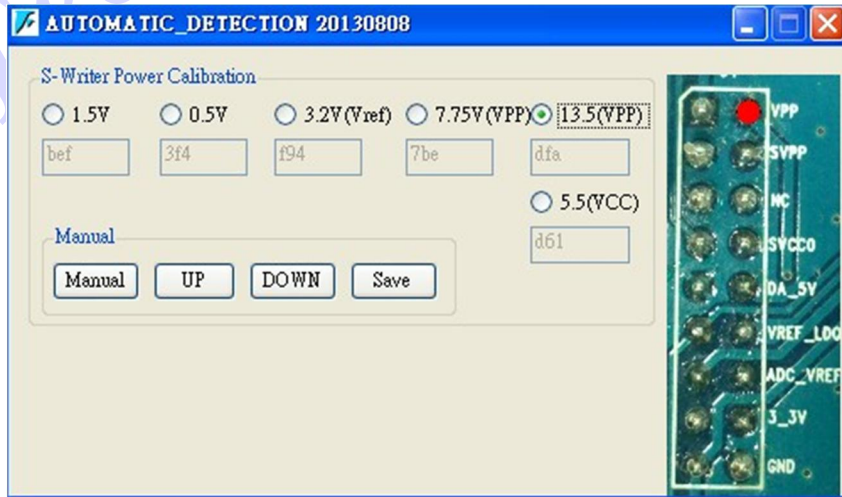 AUTOMATIC_DETECTION 20130808
S-Writer Power Calibration
1.5V 0.5V 3.2V(Vref) 7.75V(VPP) 13.5(VPP)
bef 3f4 f94 7be dfa
5.5(VCC)
d61
Manual
Manual UP DOWN Save
VPP
SVPP
NC
SVCC0
DA_5V
VREF_LDO
ADC_VREF
3_3V
GND